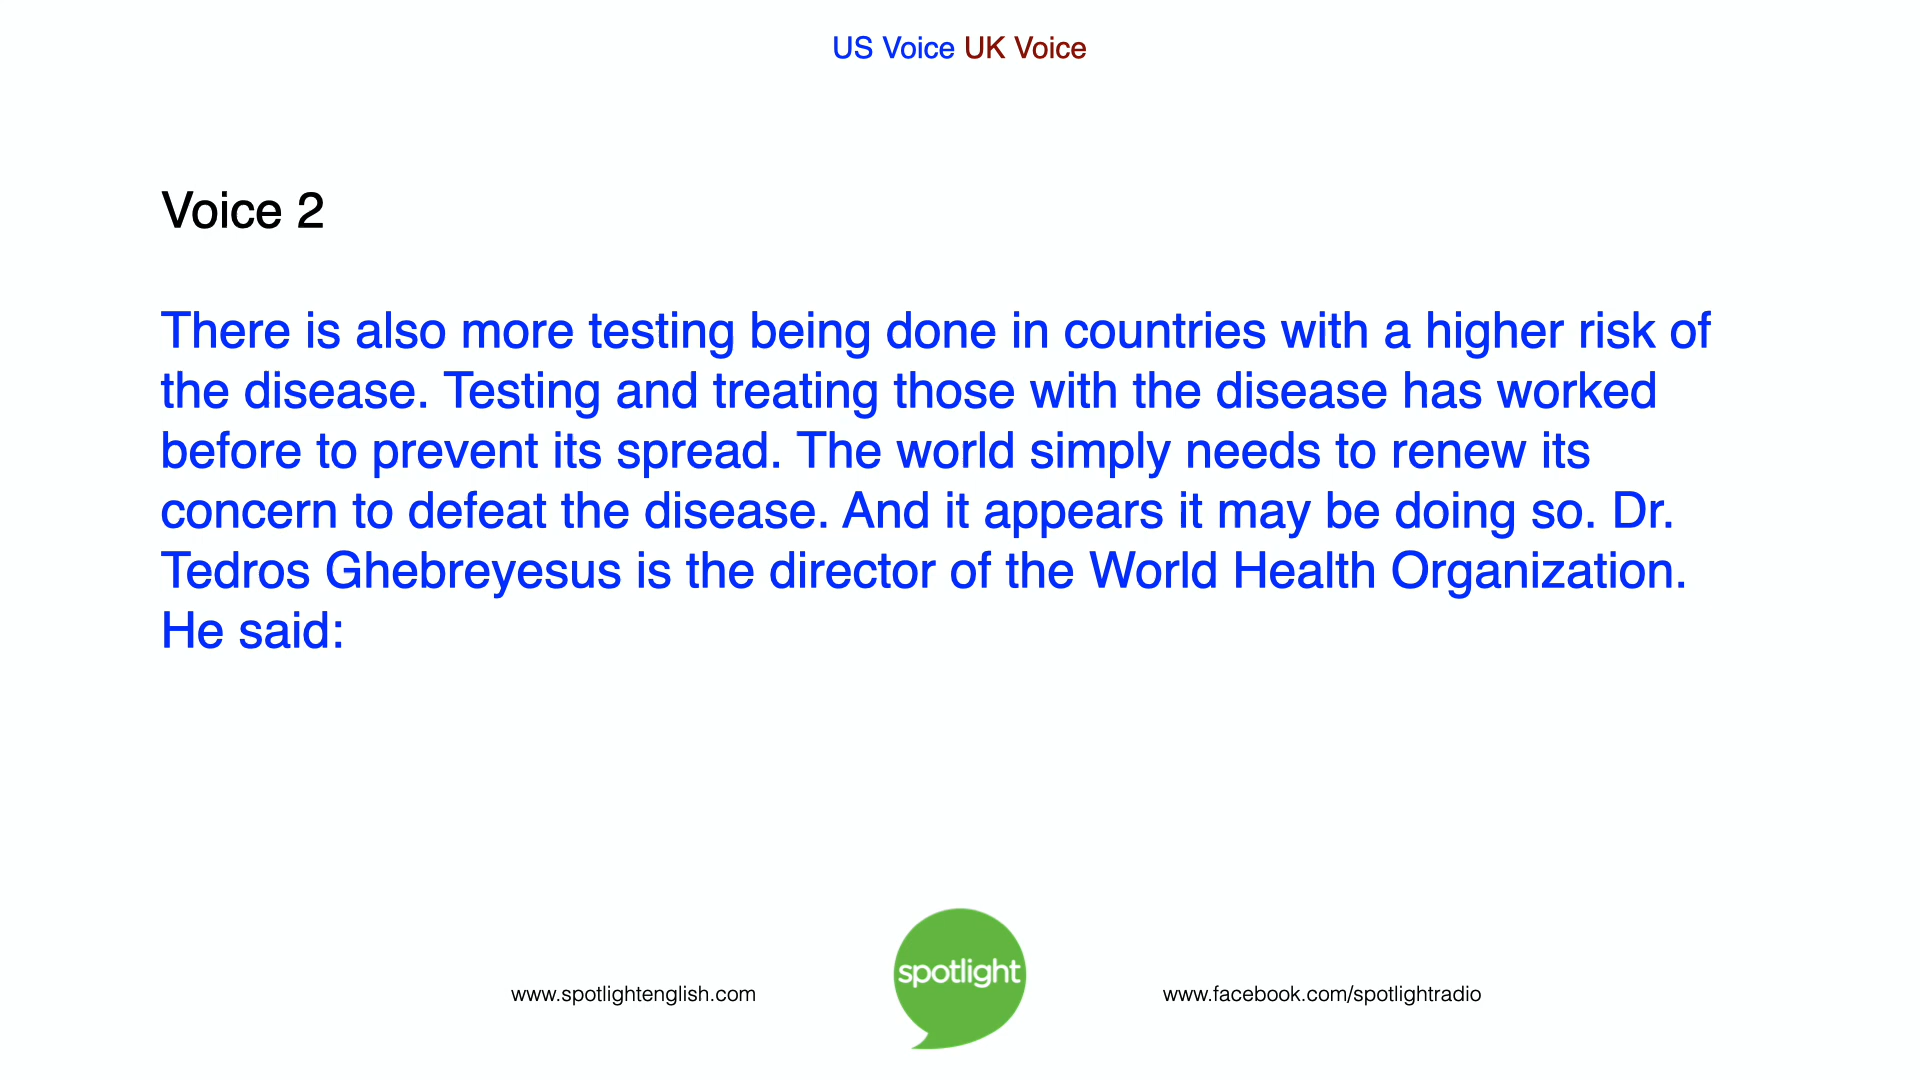 US Voice UK Voice
Voice 2
There is also more testing being done in countries with a higher risk of
the disease. Testing and treating those with the disease has worked
before to prevent its spread. The world simply needs to renew its
concern to defeat the disease. And it appears it may be doing so. Dr.
Tedros Ghebreyesus is the director of the World Health Organization.
He said:
spotlight
www.spotlightenglish.com
www.facebook.com/spotlightradio